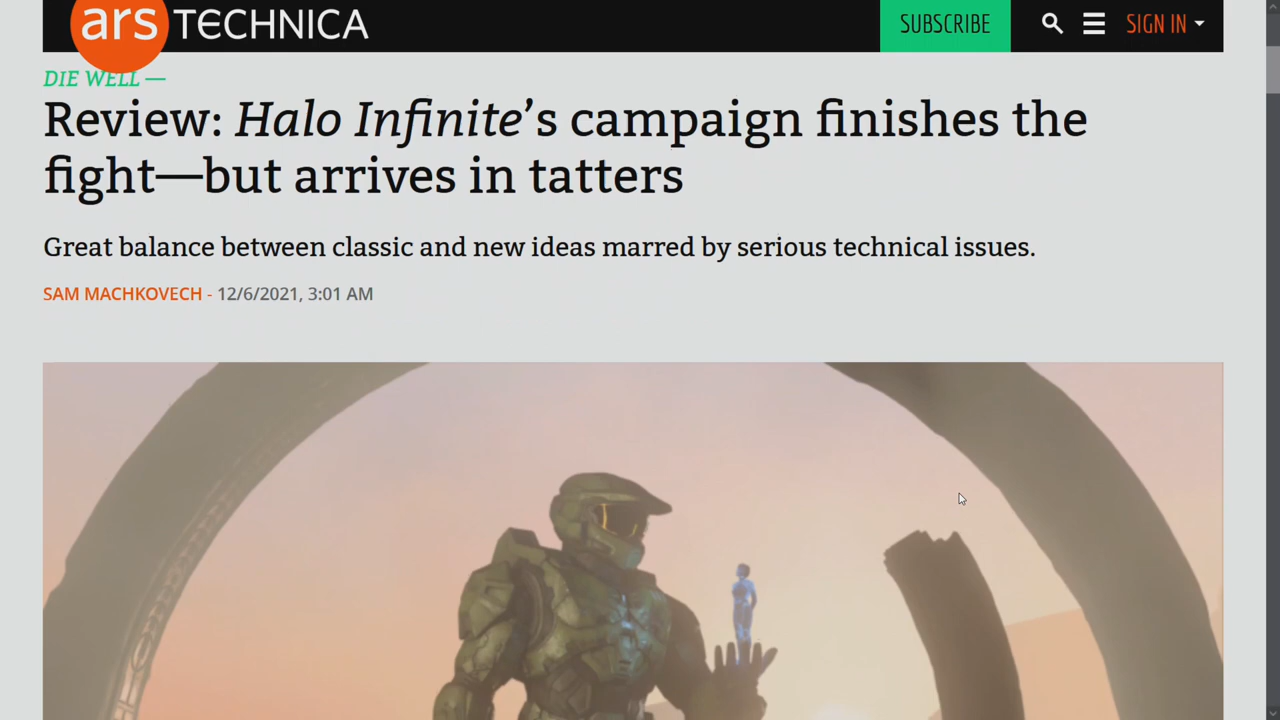 ars TECHNICA
SUBSCRIBE
SIGN IN
DIE WELL —
Review: Halo Infinite’s campaign finishes the
fight—but arrives in tatters
Great balance between classic and new ideas marred by serious technical issues.
SAM MACHKOVECH - 12/6/2021, 3:01 AM